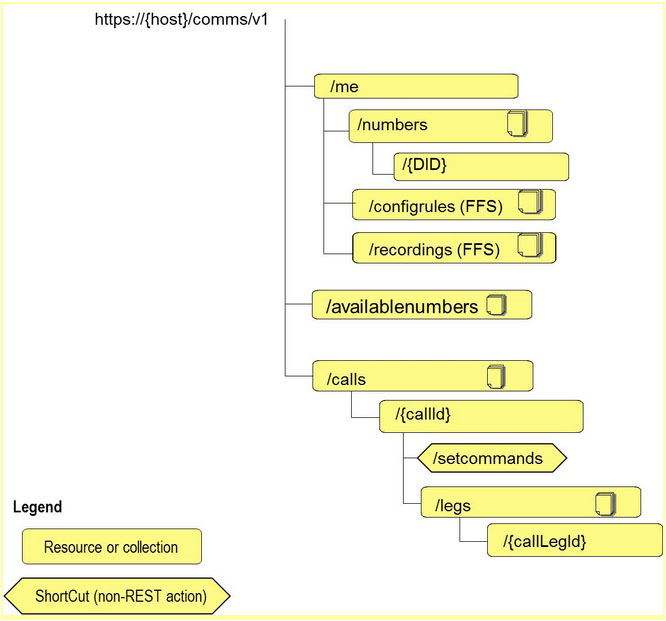 https://{host}/comms/v1
/me
/numbers
/{DID}
/configrules (FFS)
/recordings (FFS)
/availablenumbers
/calls
/{callId}
/setcommands
/legs
/{callLegId}
Legend
Resource or collection
ShortCut (non-REST action)